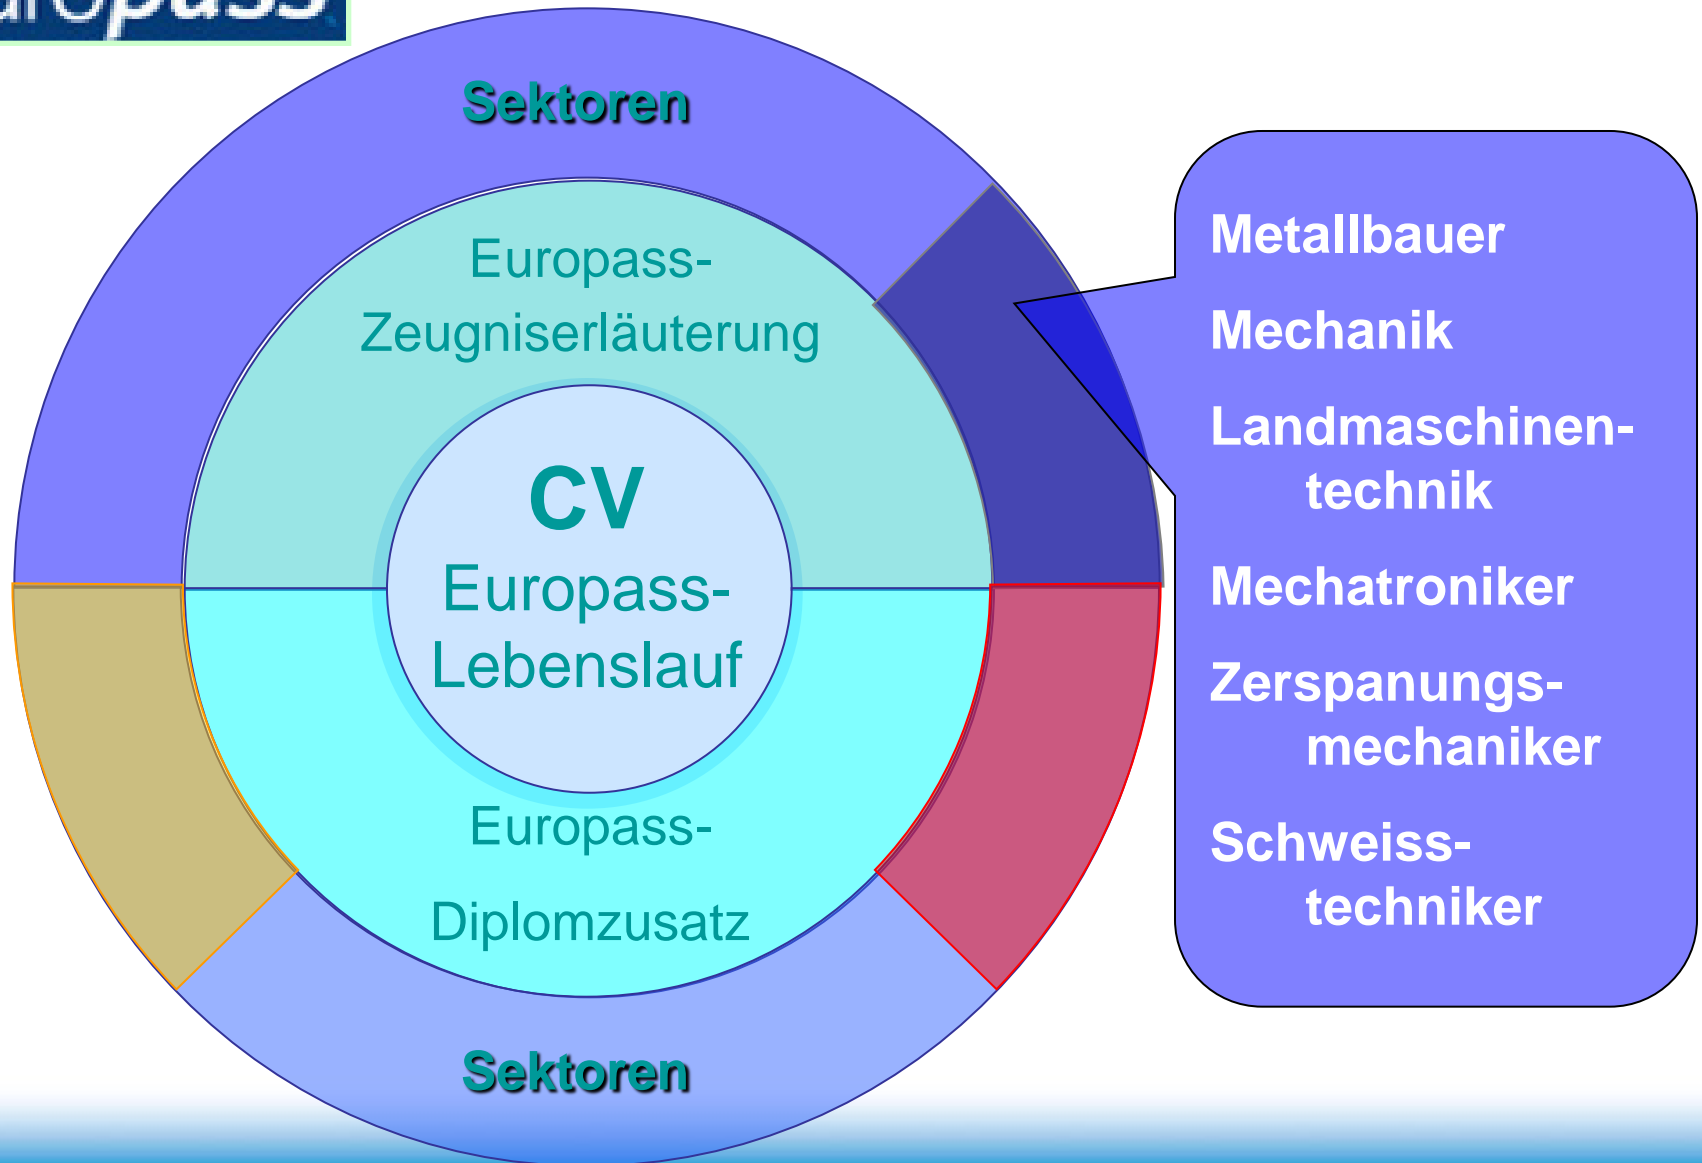 Sektoren
Europass-
Zeugniserläuterung
CV
Europass-
Lebenslauf
Europass-
Diplomzusatz
Sektoren
Metallbauer
Mechanik
Landmaschinen-
technik
Mechatroniker
Zerspanungs-
mechaniker
Schweiss-
techniker